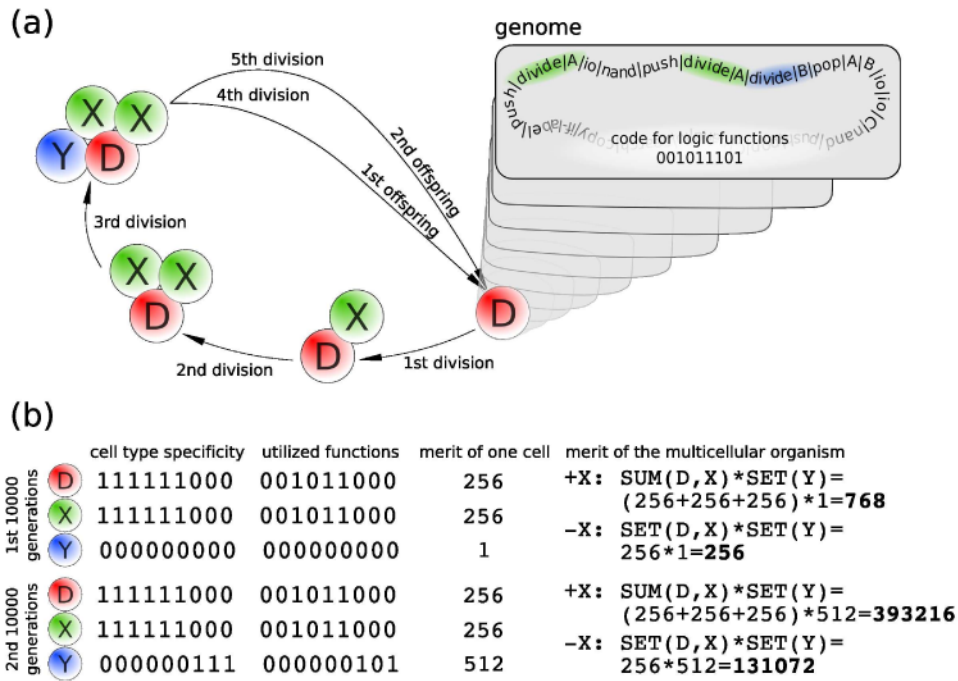 (a)
genome
divide|A|io|nand|push|divide|A|divide|B|pop|A|B|io|io|C|nand
push|
code for logic functions
001011101
5th division
4th division
2nd offspring
1st offspring
X X
Y D
3rd division
X X
D
2nd division
X
D
1st division
D
(b)
cell type specificity utilized functions merit of one cell merit of the multicellular organism
1st 10000 generations
D 111111000 001011000 256 +X: SUM(D,X)*SET(Y)=
(256+256+256)*1=768
X 111111000 001011000 256
-X: SET(D,X)*SET(Y)=
Y 000000000 000000000 1 256*1=256
2nd 10000 generations
D 111111000 001011000 256 +X: SUM(D,X)*SET(Y)=
(256+256+256)*512=393216
X 111111000 001011000 256
-X: SET(D,X)*SET(Y)=
Y 000000111 000000101 512 256*512=131072